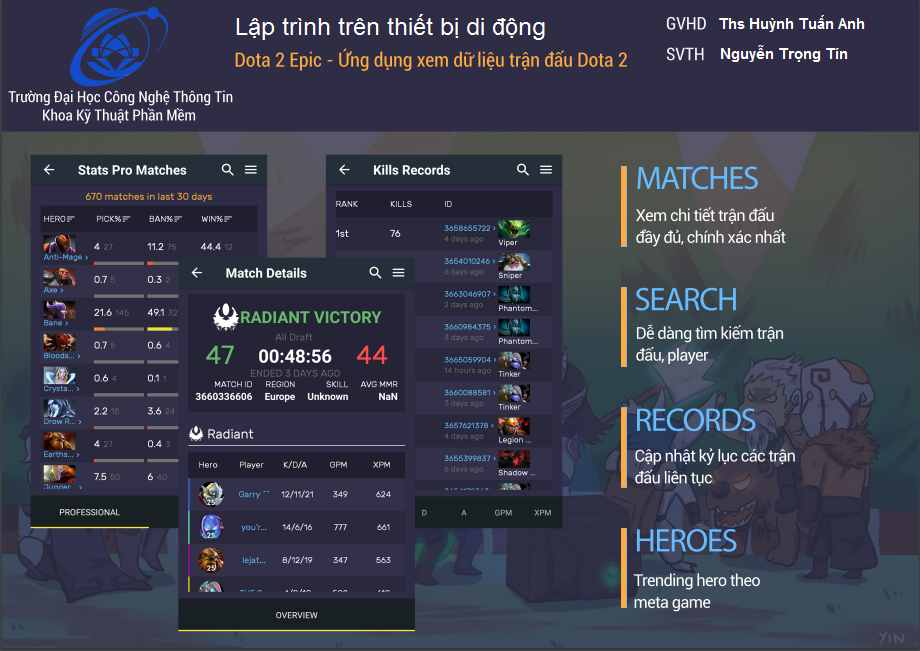 Lập trình trên thiết bị di động
Dota 2 Epic - Ứng dụng xem dữ liệu trận đấu Dota 2
GVHD Ths Huỳnh Tuấn Anh
SVTH Nguyễn Trọng Tín
Trường Đại Học Công Nghệ Thông Tin
Khoa Kỹ Thuật Phần Mềm
Stats Pro Matches
670 matches in last 30 days
HERO PICK% BAN% WIN%
Anti-Mage > 4 27 11.2 75 44.4 12
Axe > 0.7 5 0.3 2
Bane > 21.6 145 49.1 32
Bloods... > 0.7 5 0.6 4
Crysta... > 0.6 4 0.1 1
Drow R... > 2.2 15 3.6 24
Earths... > 4 27 0.4 3
Jugger... > 7.5 50 6 40
PROFESSIONAL
Match Details
RADIANT VICTORY
All Draft
47 00:48:56 44
ENDED 3 DAYS AGO
MATCH ID REGION SKILL AVG MMR
3660336606 Europe Unknown NaN
Radiant
Hero Player K/D/A GPM XPM
25 Garry ^^ 12/11/21 349 624
25 you'r... 14/6/16 777 661
25 lejat... 8/12/19 347 563
OVERVIEW
Kills Records
RANK KILLS ID
1st 76 3658655722 >
4 days ago Viper
3654010246 >
6 days ago Sniper
3663046907 >
2 days ago Phantom...
3660984375 >
3 days ago Phantom...
3665059904 >
14 hours ago Tinker
3660088581 >
3 days ago Tinker
3657621378 >
4 days ago Legion ...
3655399837 >
6 days ago Shadow ...
D A GPM XPM
MATCHES
Xem chi tiết trận đấu
đầy đủ, chính xác nhất
SEARCH
Dễ dàng tìm kiếm trận
đấu, player
RECORDS
Cập nhật kỷ lục các trận
đấu liên tục
HEROES
Trending hero theo
meta game
YIN